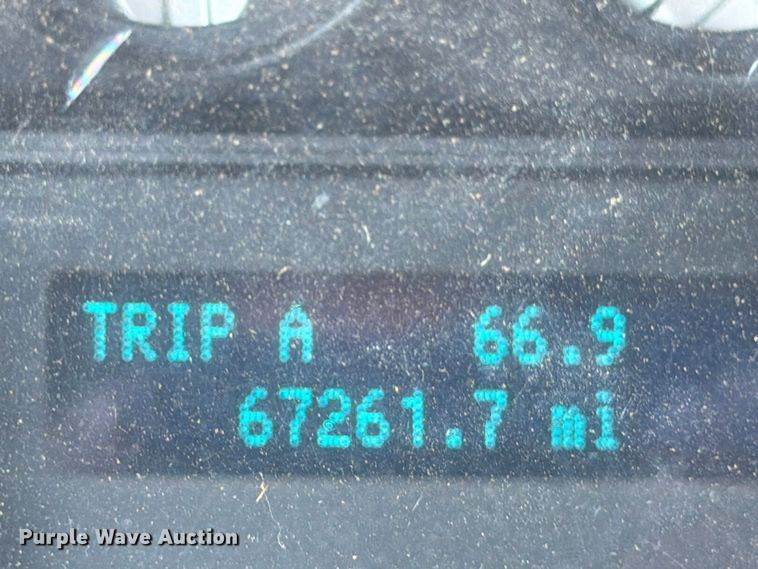 TRIP A 66.9
67261.7 mi
Purple Wave Auction